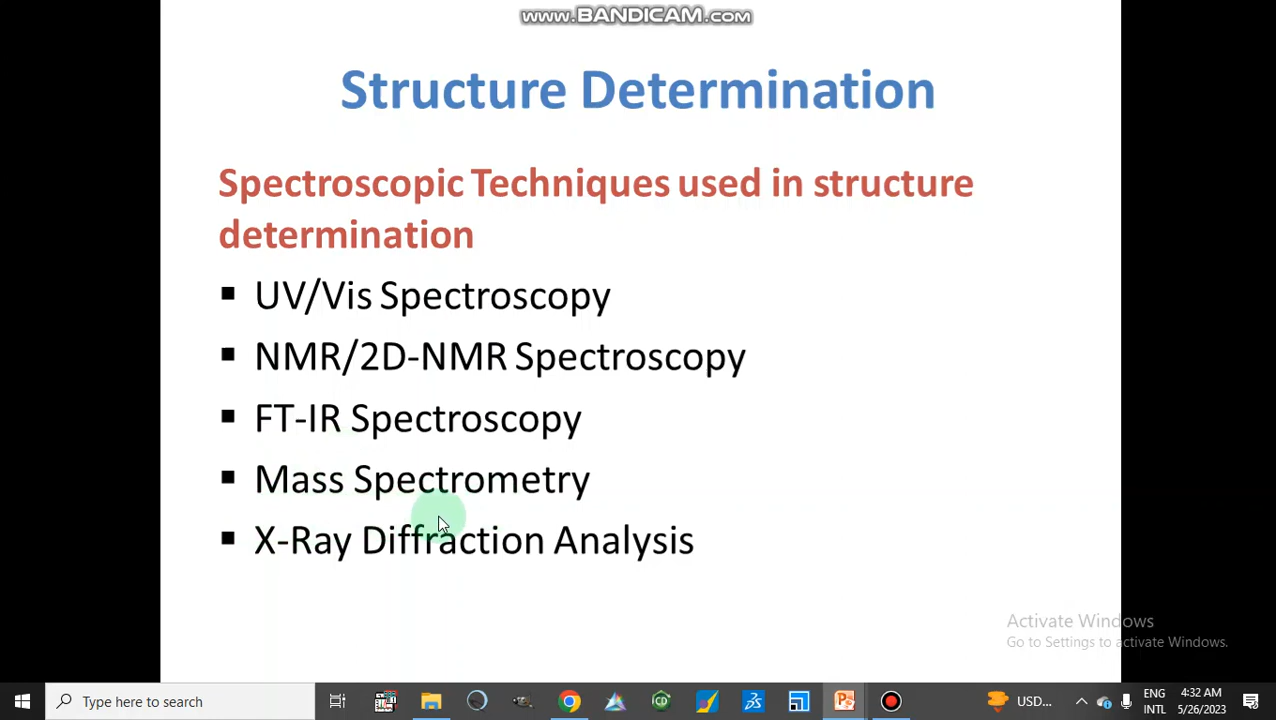 www.BANDICAM.com
Structure Determination
Spectroscopic Techniques used in structure
determination
▪ UV/Vis Spectroscopy
▪ NMR/2D-NMR Spectroscopy
▪ FT-IR Spectroscopy
▪ Mass Spectrometry
▪ X-Ray Diffraction Analysis
Activate Windows
Go to Settings to activate Windows.
Type here to search
USD...
ENG
INTL
4:32 AM
5/26/2023